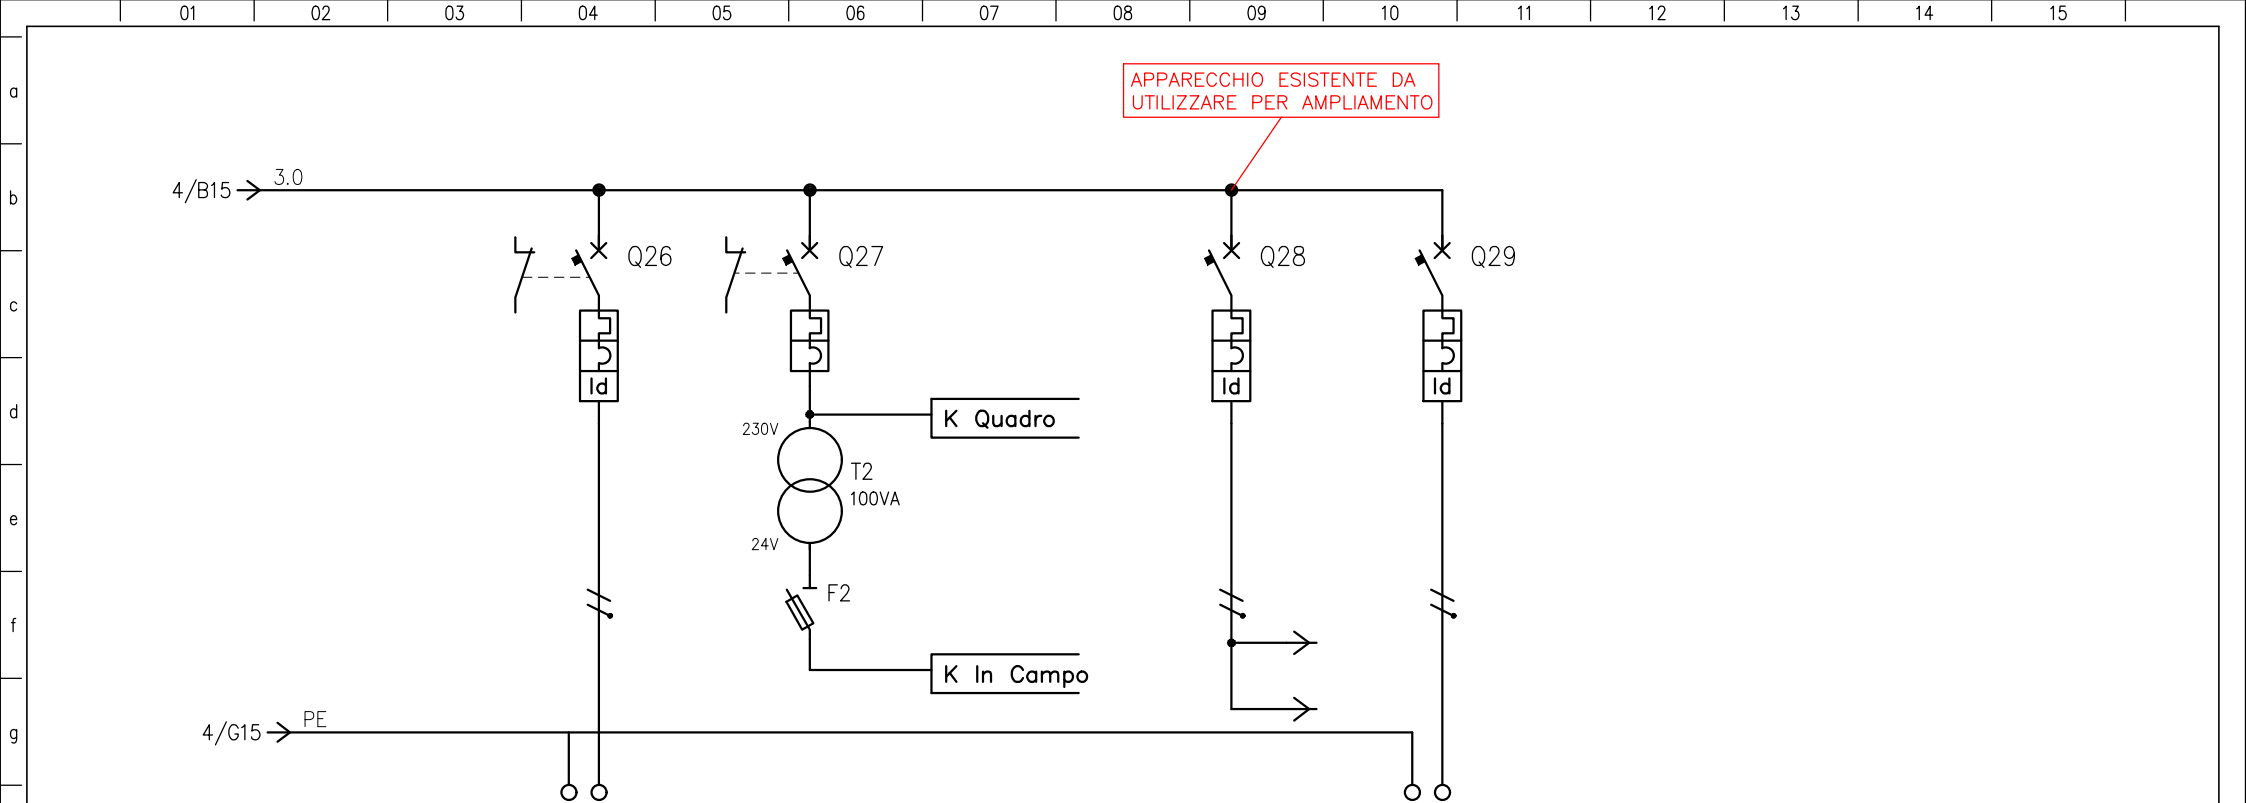 01 02 03 04 05 06 07 08 09 10 11 12 13 14 15
a
APPARECCHIO ESISTENTE DA
UTILIZZARE PER AMPLIAMENTO
b
4/B15
3.0
Q26
Q27
Q28
Q29
c
Id
Id
Id
d
K Quadro
230V
T2
100VA
e
24V
F2
f
K In Campo
g
4/G15
PE